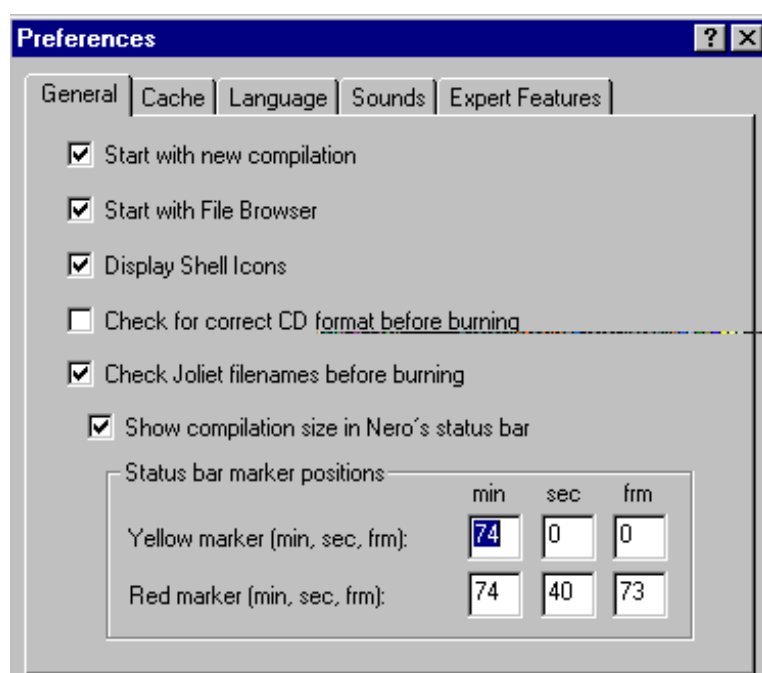 Preferences
General Cache Language Sounds Expert Features
Start with new compilation
Start with File Browser
Display Shell Icons
Check for correct CD format before burning
Check Joliet filenames before burning
Show compilation size in Nero´s status bar
Status bar marker positions
min sec frm
Yellow marker (min, sec, frm): 74 0 0
Red marker (min, sec, frm): 74 40 73